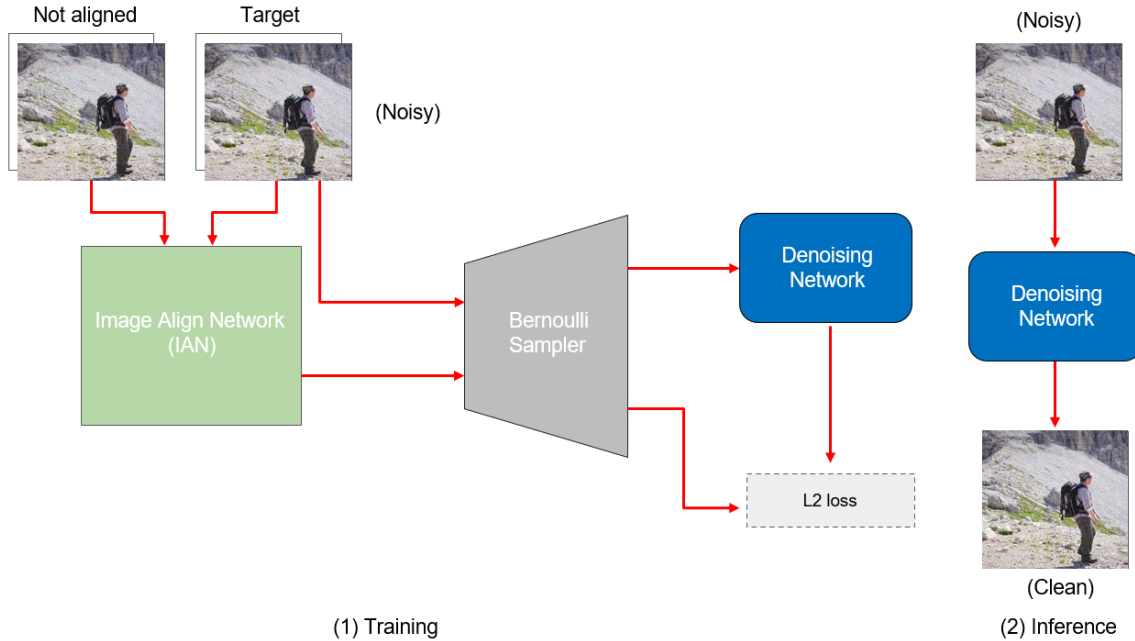 Not aligned
Target
(Noisy)
Image Align Network
(IAN)
Bernoulli
Sampler
Denoising
Network
L2 loss
(1) Training
(Noisy)
Denoising
Network
(Clean)
(2) Inference